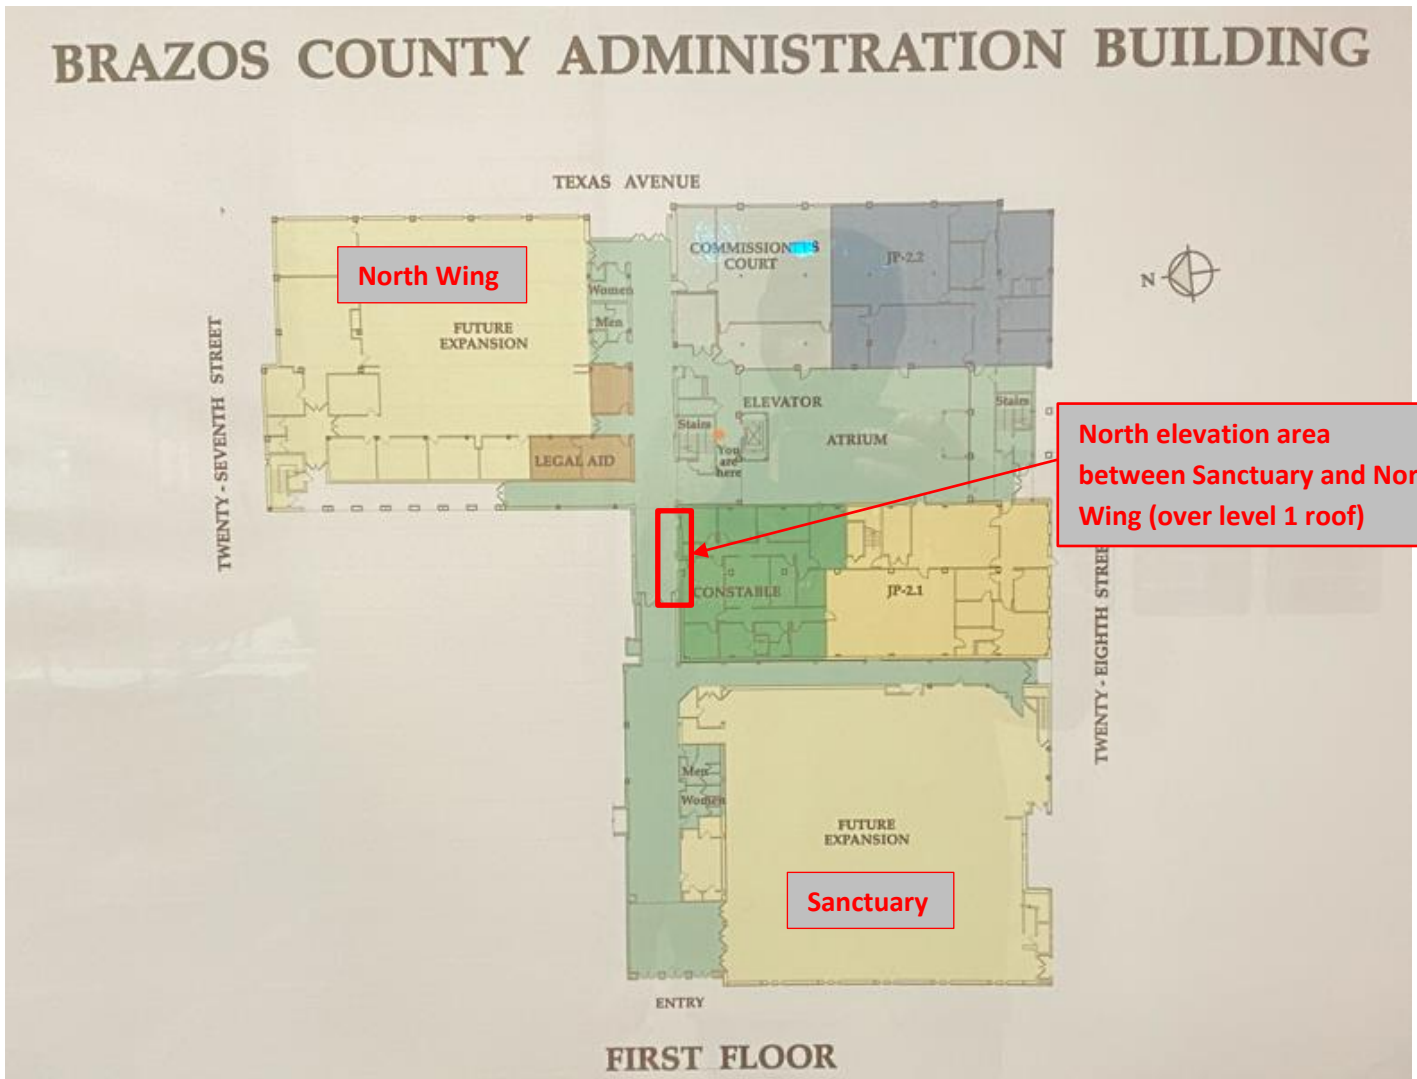 BRAZOS COUNTY ADMINISTRATION BUILDING
TEXAS AVENUE
North Wing
FUTURE
EXPANSION
Women
Men
COMMISSIONERS
COURT
JP-2.2
N
TWENTY - SEVENTH STREET
ELEVATOR
Stairs
ATRIUM
Stairs
You
are
here
LEGAL AID
North elevation area
between Sanctuary and Nor
Wing (over level 1 roof)
CONSTABLE
JP-2.1
TWENTY - EIGHTH STREE
Men
Women
FUTURE
EXPANSION
Sanctuary
ENTRY
FIRST FLOOR